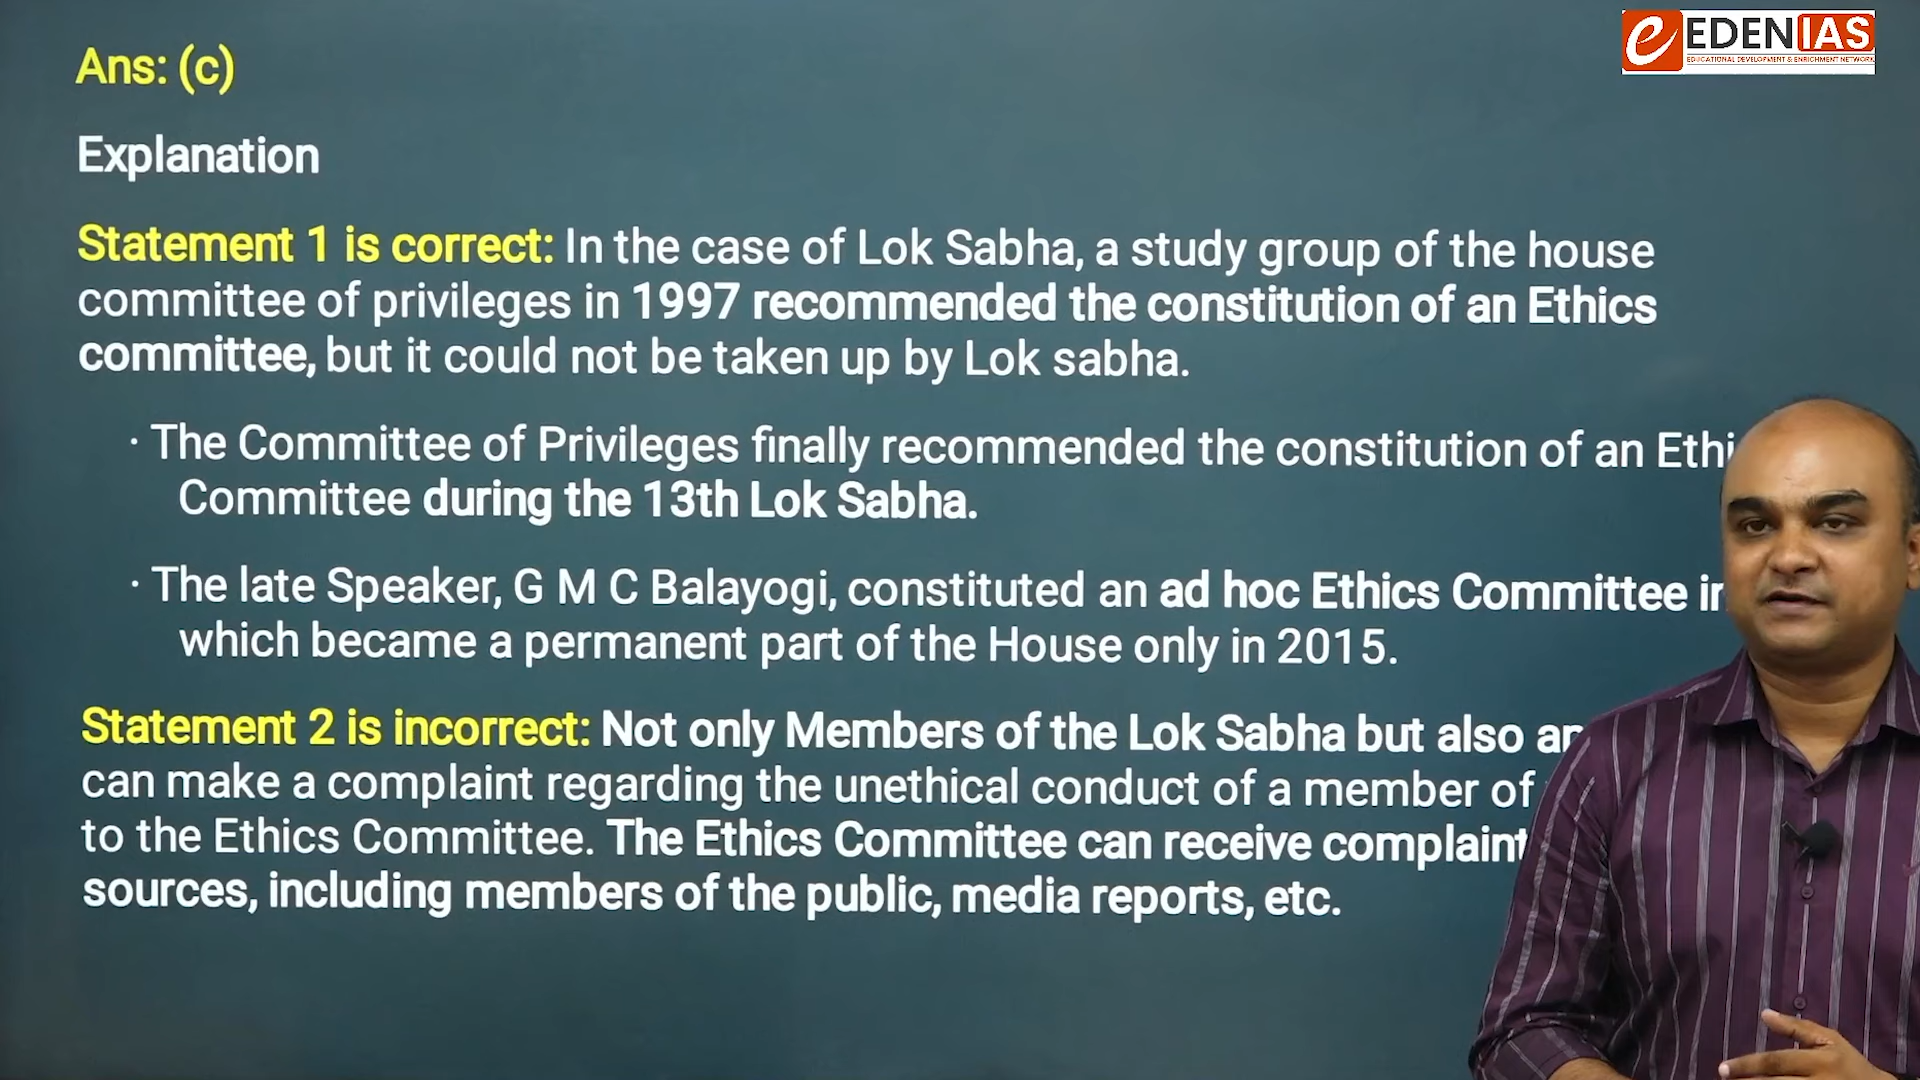 EDENIAS
EDUCATIONAL DEVELOPMENT & ENRICHMENT NETWORK
Ans: (c)
Explanation
Statement 1 is correct: In the case of Lok Sabha, a study group of the house
committee of privileges in 1997 recommended the constitution of an Ethics
committee, but it could not be taken up by Lok sabha.
· The Committee of Privileges finally recommended the constitution of an
Committee during the 13th Lok Sabha.
· The late Speaker, G M C Balayogi, constituted an ad hoc Ethics Committee
which became a permanent part of the House only in 2015.
Statement 2 is incorrect: Not only Members of the Lok Sabha but also
can make a complaint regarding the unethical conduct of a member of
to the Ethics Committee. The Ethics Committee can receive
sources, including members of the public, media reports, etc.